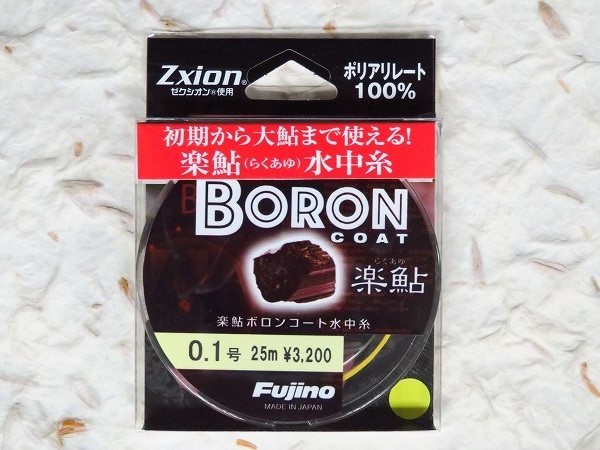 Zxion®
ゼクシオン®使用
ポリアリレート
100%
初期から大鮎まで使える!
楽鮎(らくあゆ)水中糸
BORON
COAT
らくあゆ
楽鮎
楽鮎ボロンコート水中糸
0.1号 25m ¥3,200
Fujino
MADE IN JAPAN